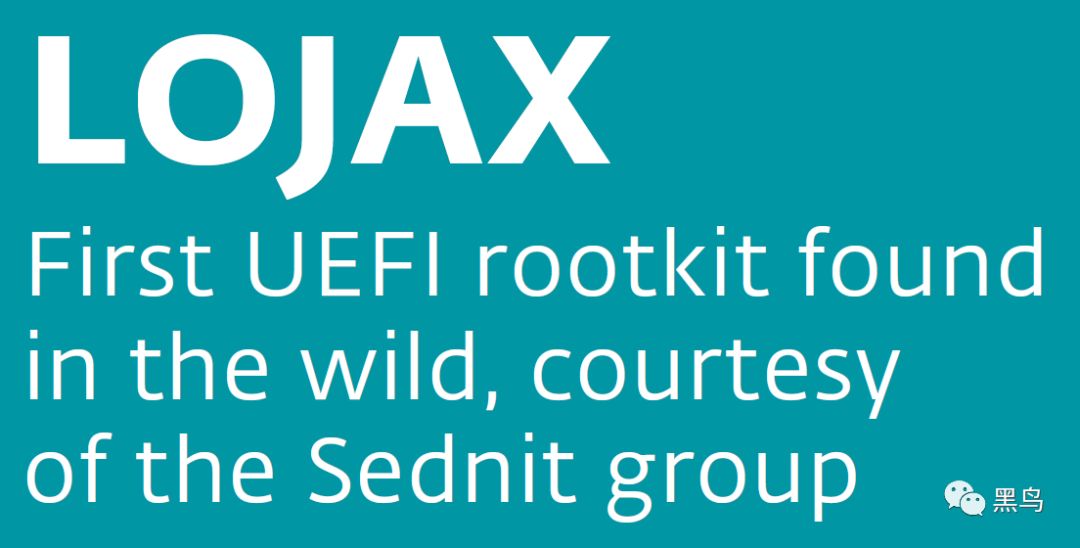 LOJAX
First UEFI rootkit found
in the wild, courtesy
of the Sednit group
黑鸟